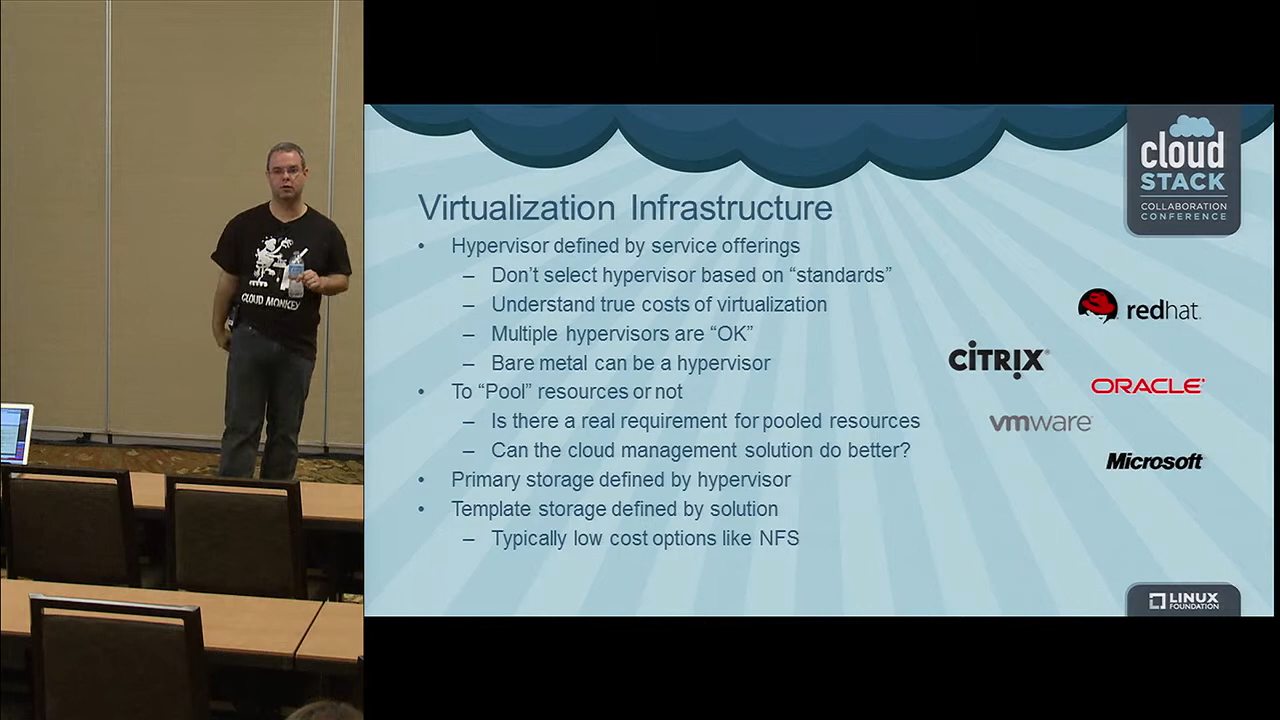 CLOUD MONKEY
cloud
STACK
COLLABORATION
CONFERENCE
Virtualization Infrastructure
• Hypervisor defined by service offerings
– Don't select hypervisor based on “standards”
– Understand true costs of virtualization
– Multiple hypervisors are “OK”
– Bare metal can be a hypervisor
• To “Pool” resources or not
– Is there a real requirement for pooled resources
– Can the cloud management solution do better?
• Primary storage defined by hypervisor
• Template storage defined by solution
– Typically low cost options like NFS
redhat
CITRIX
ORACLE
vmware
Microsoft
LINUX
FOUNDATION